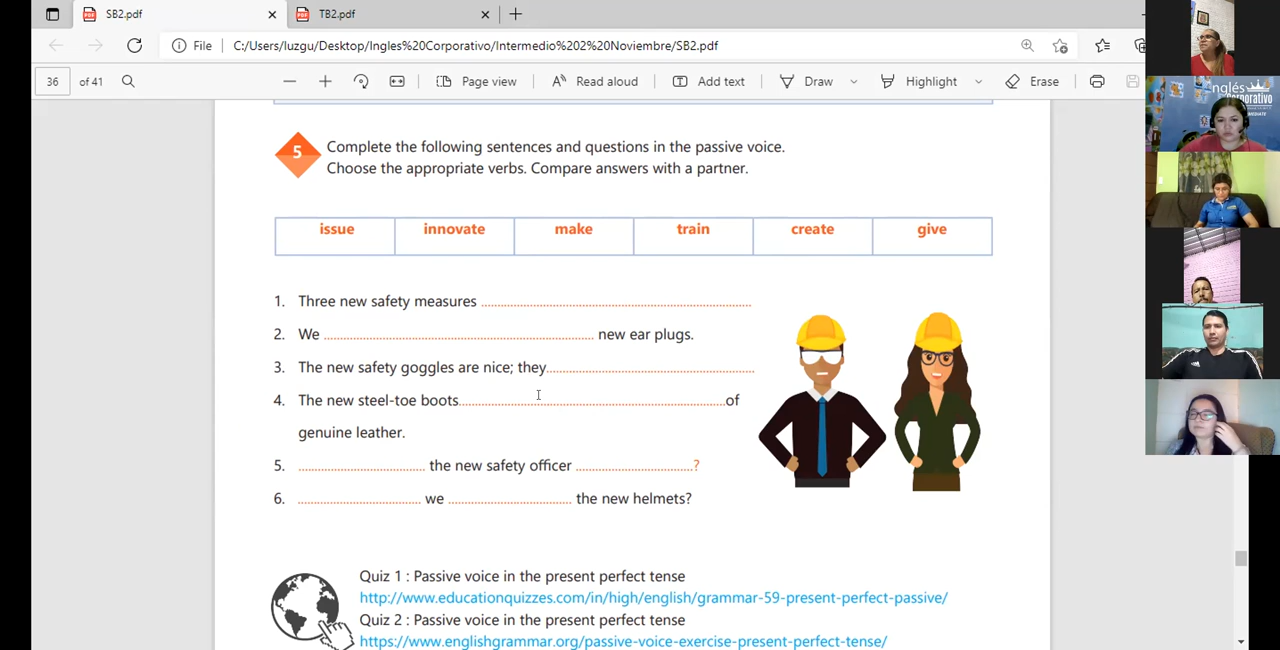 SB2.pdf
TB2.pdf
File
C:/Users/luzgu/Desktop/Ingles%20Corporativo/Intermedio%202%20Noviembre/SB2.pdf
36 of 41
Page view
Read aloud
Add text
Draw
Highlight
Erase
5
Complete the following sentences and questions in the passive voice.
Choose the appropriate verbs. Compare answers with a partner.
issue innovate make train create give
1. Three new safety measures ..........
2. We .......... new ear plugs.
3. The new safety goggles are nice; they..........
4. The new steel-toe boots..........of
genuine leather.
5. .......... the new safety officer ..........?
6. .......... we .......... the new helmets?
Quiz 1 : Passive voice in the present perfect tense
http://www.educationquizzes.com/in/high/english/grammar-59-present-perfect-passive/
Quiz 2 : Passive voice in the present perfect tense
https://www.englishgrammar.org/passive-voice-exercise-present-perfect-tense/
nglés
Corporativo